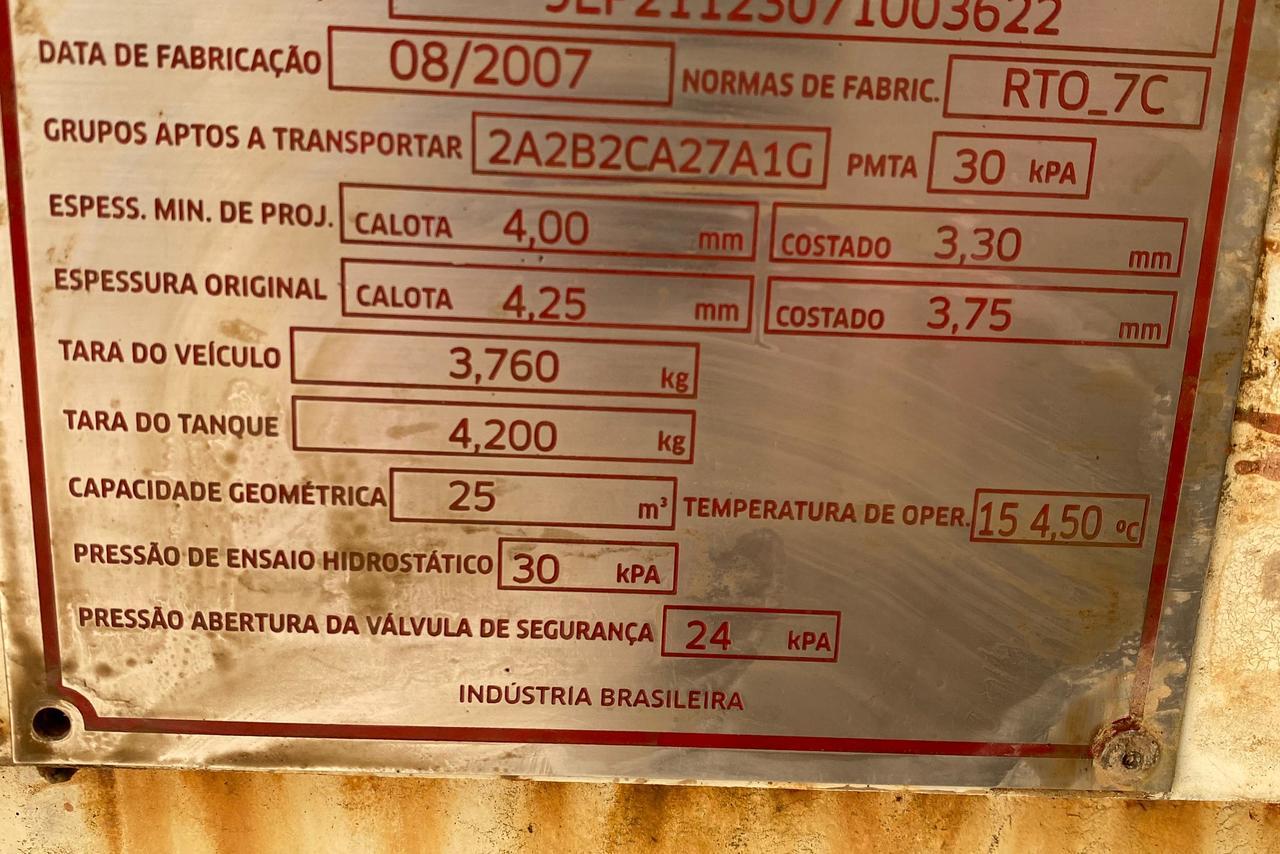 9EP21123071003622
DATA DE FABRICAÇÃO 08/2007 NORMAS DE FABRIC. RTO_7C
GRUPOS APTOS A TRANSPORTAR 2A2B2CA27A1G PMTA 30 kPA
ESPESS. MIN. DE PROJ. CALOTA 4,00 mm COSTADO 3,30 mm
ESPESSURA ORIGINAL CALOTA 4,25 mm COSTADO 3,75 mm
TARA DO VEÍCULO 3,760 kg
TARA DO TANQUE 4,200 kg
CAPACIDADE GEOMÉTRICA 25 m³ TEMPERATURA DE OPER. 15 4,50 ºC
PRESSÃO DE ENSAIO HIDROSTÁTICO 30 kPA
PRESSÃO ABERTURA DA VÁLVULA DE SEGURANÇA 24 kPA
INDÚSTRIA BRASILEIRA